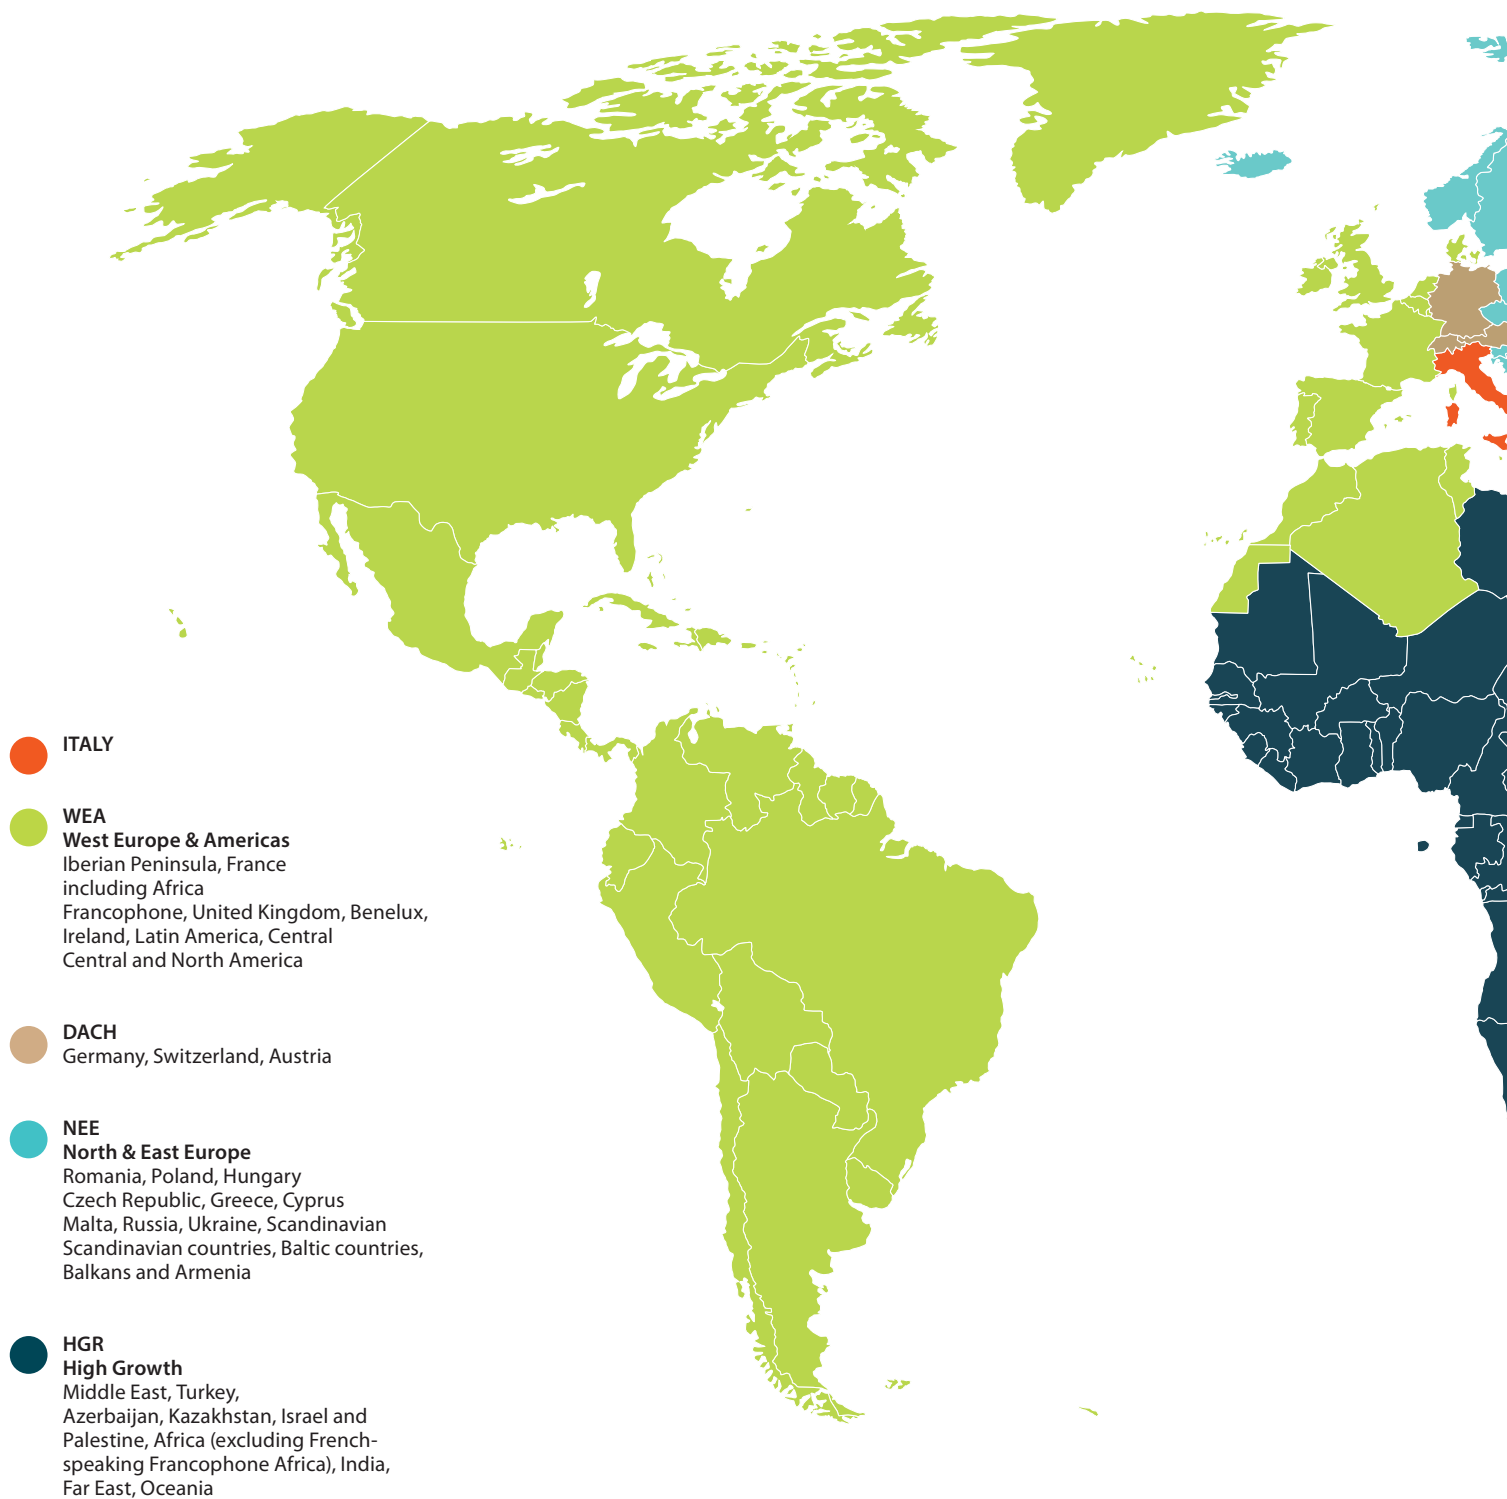 ITALY
WEA
West Europe & Americas
Iberian Peninsula, France
including Africa
Francophone, United Kingdom, Benelux,
Ireland, Latin America, Central
Central and North America
DACH
Germany, Switzerland, Austria
NEE
North & East Europe
Romania, Poland, Hungary
Czech Republic, Greece, Cyprus
Malta, Russia, Ukraine, Scandinavian
Scandinavian countries, Baltic countries,
Balkans and Armenia
HGR
High Growth
Middle East, Turkey,
Azerbaijan, Kazakhstan, Israel and
Palestine, Africa (excluding French-
speaking Francophone Africa), India,
Far East, Oceania